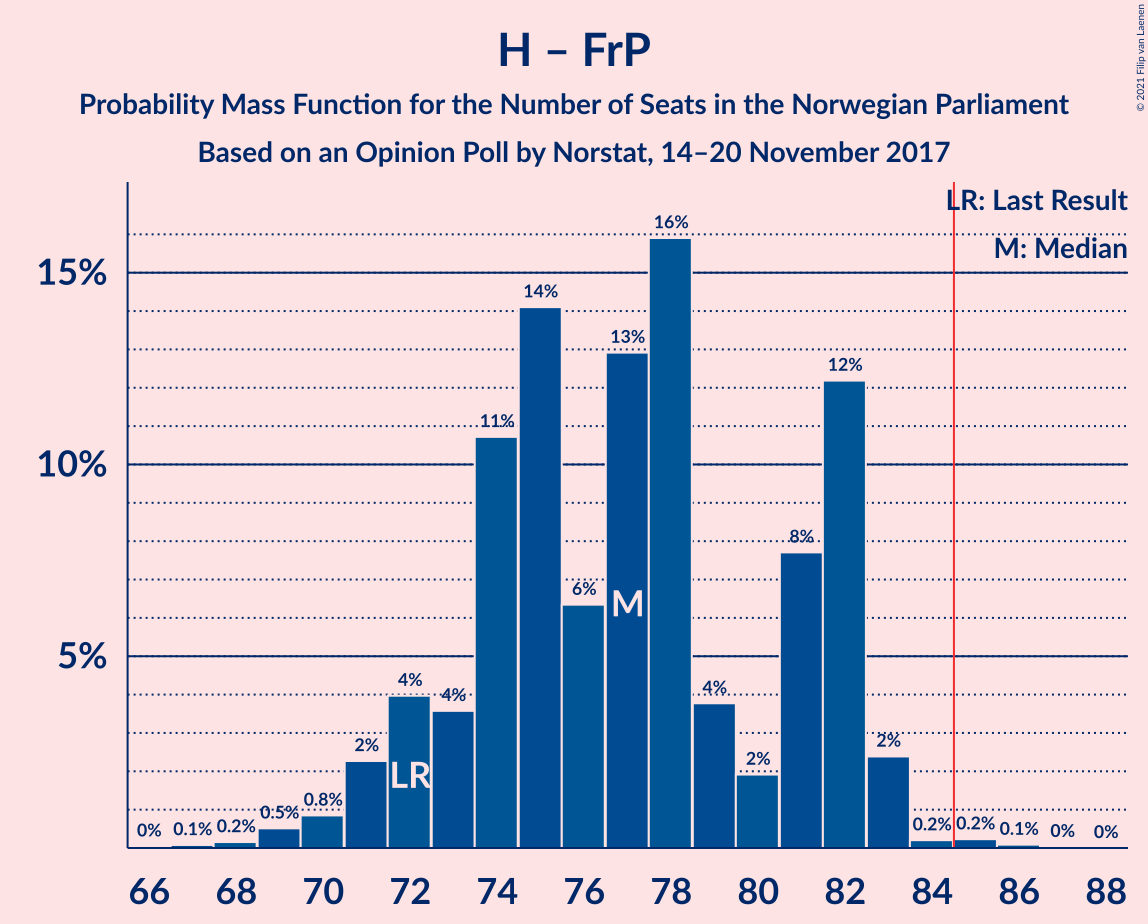 H – FrP
Probability Mass Function for the Number of Seats in the Norwegian Parliament
Based on an Opinion Poll by Norstat, 14–20 November 2017
© 2021 Filip van Laenen
LR: Last Result
M: Median
15%
10%
5%
0%
0.1%
0.2%
0.5%
0.8%
2%
4%
4%
11%
14%
6%
13%
16%
4%
2%
8%
12%
2%
0.2%
0.2%
0.1%
0%
0%
LR
M
66 68 70 72 74 76 78 80 82 84 86 88